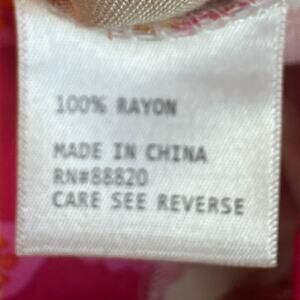 100% RAYON
MADE IN CHINA
RN#88820
CARE SEE REVERSE